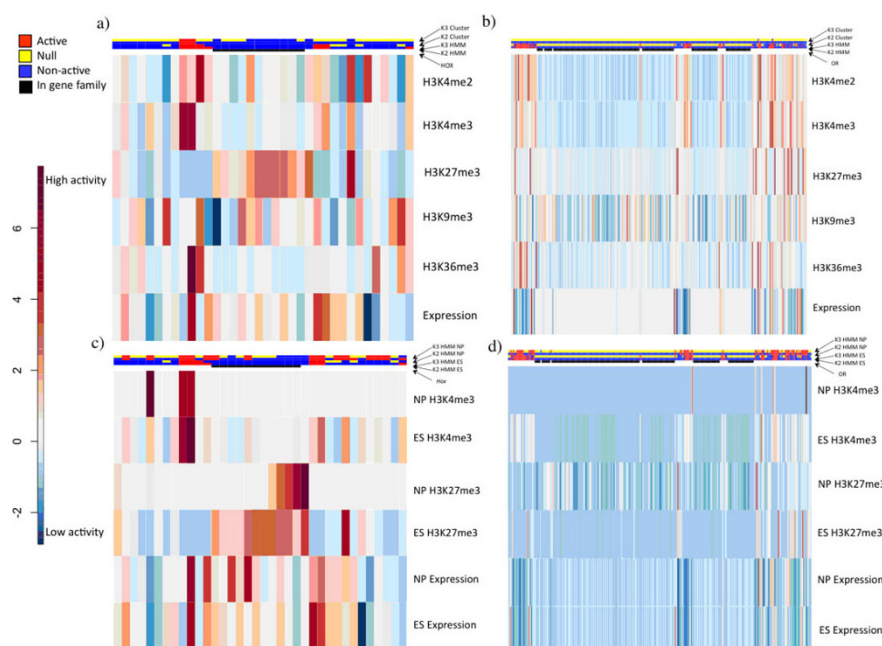 a)
b)
Active
Null
Non-active
In gene family
K3 Cluster
K2 Cluster
K3 HMM
K2 HMM
HOX
H3K4me2
H3K4me3
H3K27me3
H3K9me3
H3K36me3
Expression
K3 Cluster
K2 Cluster
K3 HMM
K2 HMM
OR
H3K4me2
H3K4me3
H3K27me3
H3K9me3
H3K36me3
Expression
High activity
6
4
2
0
-2
Low activity
c)
K3 HMM NP
K2 HMM NP
K3 HMM ES
K2 HMM ES
Hox
NP H3K4me3
ES H3K4me3
NP H3K27me3
ES H3K27me3
NP Expression
ES Expression
d)
K3 HMM NP
K2 HMM NP
K3 HMM ES
K2 HMM ES
OR
NP H3K4me3
ES H3K4me3
NP H3K27me3
ES H3K27me3
NP Expression
ES Expression